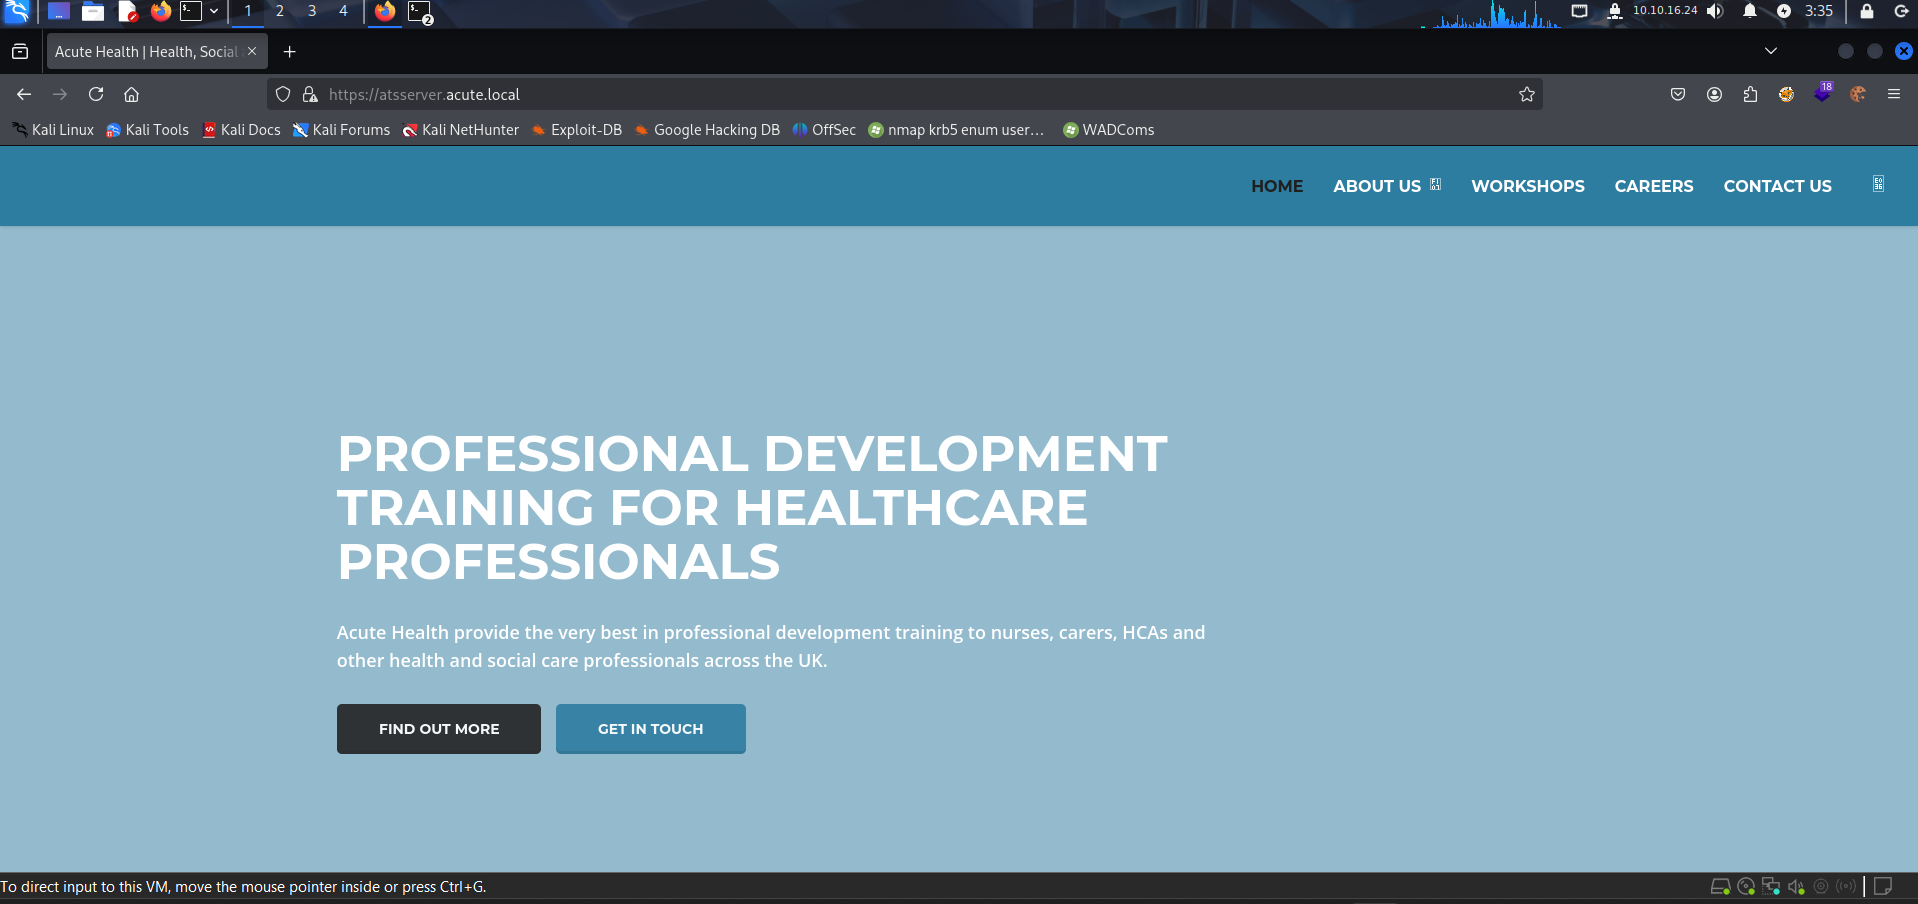 1 2 3 4 2 10.10.16.24 3:35
Acute Health | Health, Social
https://atsserver.acute.local 18
Kali Linux Kali Tools Kali Docs Kali Forums Kali NetHunter Exploit-DB Google Hacking DB OffSec nmap krb5 enum user... WADComs
HOME ABOUT US WORKSHOPS CAREERS CONTACT US
PROFESSIONAL DEVELOPMENT
TRAINING FOR HEALTHCARE
PROFESSIONALS
Acute Health provide the very best in professional development training to nurses, carers, HCAs and
other health and social care professionals across the UK.
FIND OUT MORE GET IN TOUCH
To direct input to this VM, move the mouse pointer inside or press Ctrl+G.